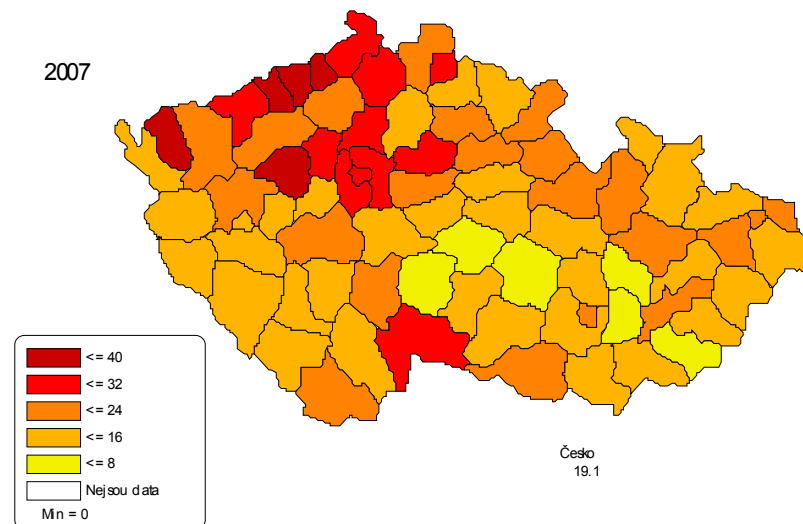 2007
<= 40
<= 32
<= 24
<= 16
<= 8
Nejsou data
Min = 0
Česko
19.1